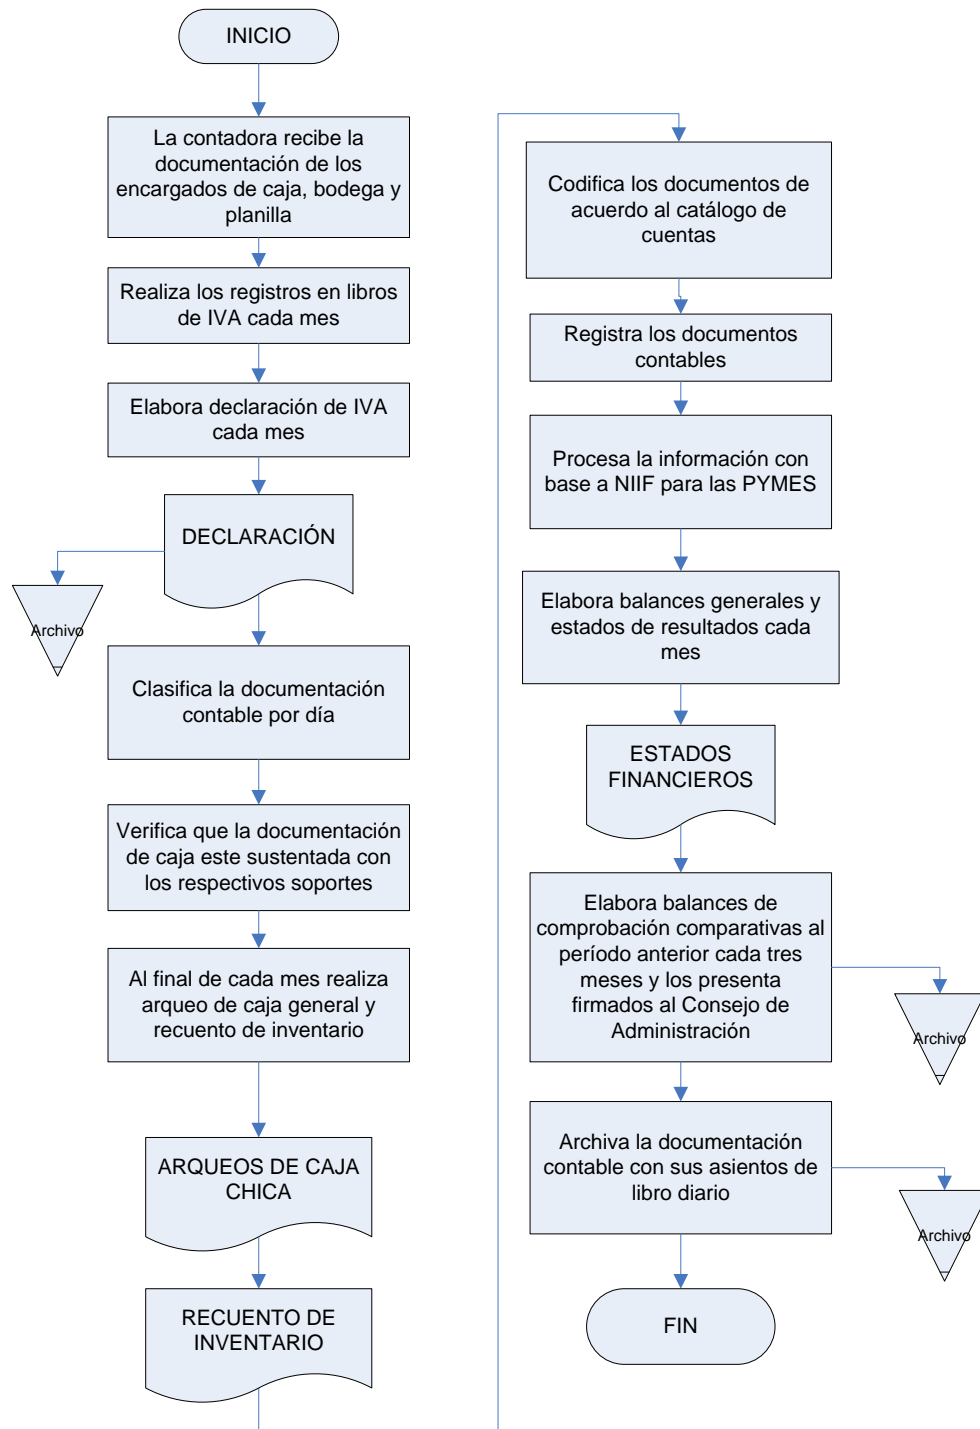 INICIO
La contadora recibe la
documentación de los
encargados de caja, bodega y
planilla
Realiza los registros en libros
de IVA cada mes
Elabora declaración de IVA
cada mes
DECLARACIÓN
Archivo
Clasifica la documentación
contable por día
Verifica que la documentación
de caja este sustentada con
los respectivos soportes
Al final de cada mes realiza
arqueo de caja general y
recuento de inventario
ARQUEOS DE CAJA
CHICA
RECUENTO DE
INVENTARIO
Codifica los documentos de
acuerdo al catálogo de
cuentas
Registra los documentos
contables
Procesa la información con
base a NIIF para las PYMES
Elabora balances generales y
estados de resultados cada
mes
ESTADOS
FINANCIEROS
Elabora balances de
comprobación comparativas al
período anterior cada tres
meses y los presenta
firmados al Consejo de
Administración
Archivo
Archiva la documentación
contable con sus asientos de
libro diario
Archivo
FIN